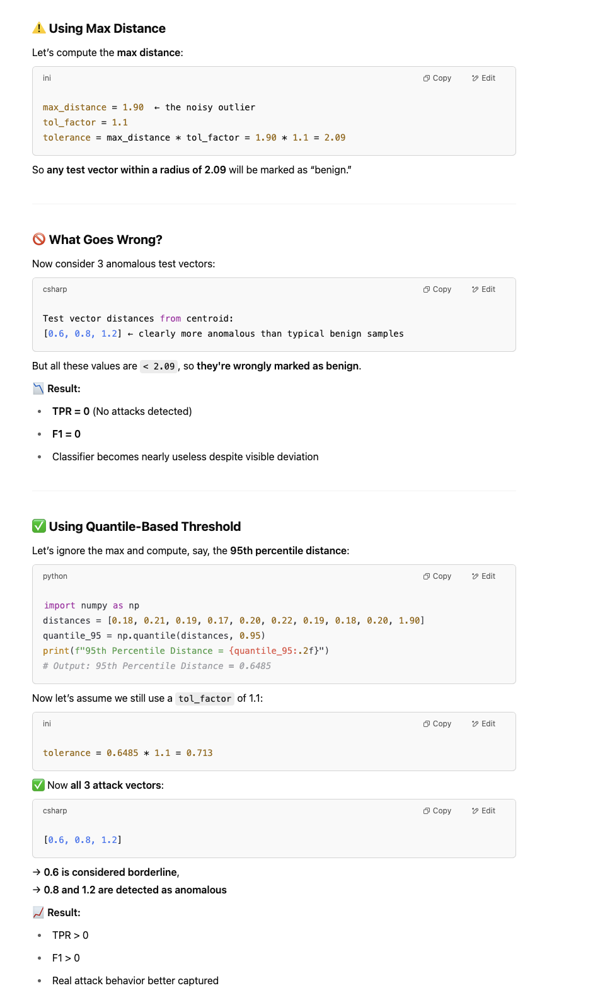 ⚠️ Using Max Distance
Let’s compute the max distance:
ini
Copy
Edit
max_distance = 1.90  ← the noisy outlier
tol_factor = 1.1
tolerance = max_distance * tol_factor = 1.90 * 1.1 = 2.09
So any test vector within a radius of 2.09 will be marked as “benign.”
🚫 What Goes Wrong?
Now consider 3 anomalous test vectors:
csharp
Copy
Edit
Test vector distances from centroid:
[0.6, 0.8, 1.2] ← clearly more anomalous than typical benign samples
But all these values are < 2.09, so they're wrongly marked as benign.
📉 Result:
• TPR = 0 (No attacks detected)
• F1 = 0
• Classifier becomes nearly useless despite visible deviation
✅ Using Quantile-Based Threshold
Let’s ignore the max and compute, say, the 95th percentile distance:
python
Copy
Edit
import numpy as np
distances = [0.18, 0.21, 0.19, 0.17, 0.20, 0.22, 0.19, 0.18, 0.20, 1.90]
quantile_95 = np.quantile(distances, 0.95)
print(f"95th Percentile Distance = {quantile_95:.2f}")
# Output: 95th Percentile Distance = 0.6485
Now let’s assume we still use a tol_factor of 1.1:
ini
Copy
Edit
tolerance = 0.6485 * 1.1 = 0.713
✅ Now all 3 attack vectors:
csharp
Copy
Edit
[0.6, 0.8, 1.2]
→ 0.6 is considered borderline,
→ 0.8 and 1.2 are detected as anomalous
📈 Result:
• TPR > 0
• F1 > 0
• Real attack behavior better captured